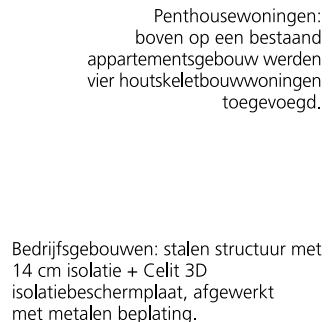 Penthousewoningen:
boven op een bestaand
appartementsgebouw werden
vier houtskeletbouwwoningen
toegevoegd.
Bedrijfsgebouwen: stalen structuur met
14 cm isolatie + Celit 3D
isolatiebeschermplaat, afgewerkt
met metalen beplating.